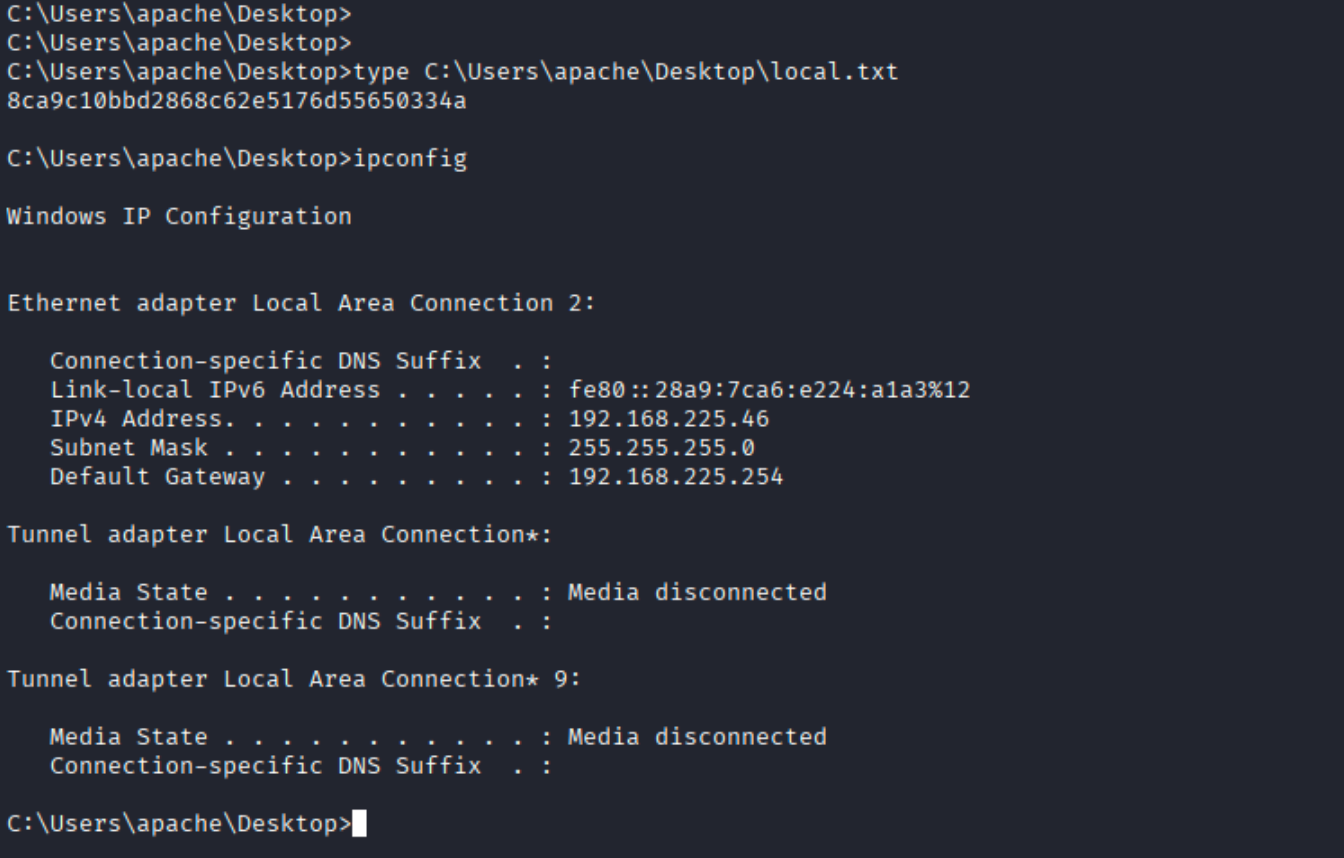 C:\Users\apache\Desktop>
C:\Users\apache\Desktop>
C:\Users\apache\Desktop>type C:\Users\apache\Desktop\local.txt
8ca9c10bbd2868c62e5176d55650334a
C:\Users\apache\Desktop>ipconfig
Windows IP Configuration
Ethernet adapter Local Area Connection 2:
   Connection-specific DNS Suffix  . :
   Link-local IPv6 Address . . . . . : fe80::28a9:7ca6:e224:a1a3%12
   IPv4 Address. . . . . . . . . . . : 192.168.225.46
   Subnet Mask . . . . . . . . . . . : 255.255.255.0
   Default Gateway . . . . . . . . . : 192.168.225.254
Tunnel adapter Local Area Connection*:
   Media State . . . . . . . . . . . : Media disconnected
   Connection-specific DNS Suffix  . :
Tunnel adapter Local Area Connection* 9:
   Media State . . . . . . . . . . . : Media disconnected
   Connection-specific DNS Suffix  . :
C:\Users\apache\Desktop>